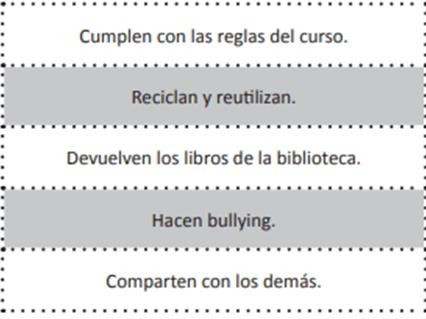 Cumplen con las reglas del curso.
Reciclan y reutilizan.
Devuelven los libros de la biblioteca.
Hacen bullying.
Comparten con los demás.